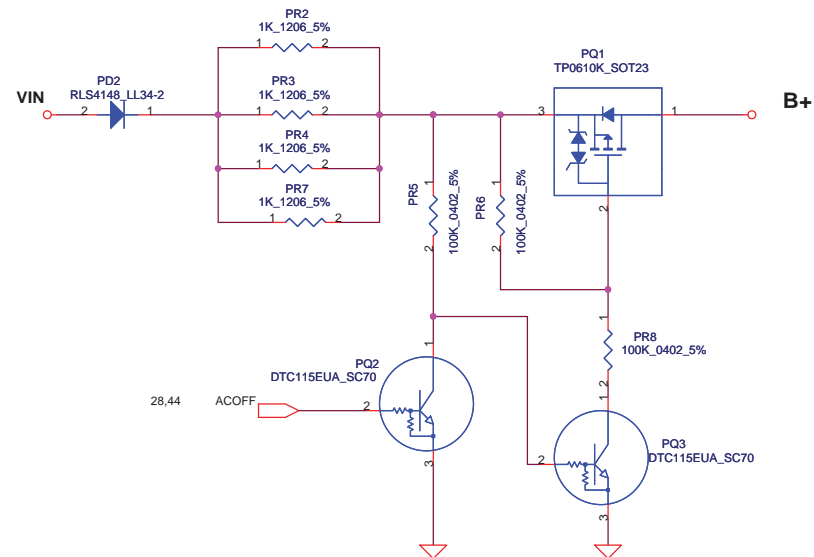 PR2
1K_1206_5%
1 2
PD2
RLS4148_LL34-2
VIN
2 1
PR3
1K_1206_5%
1 2
PQ1
TP0610K_SOT23
3 1
B+
PR4
1K_1206_5%
1 2
PR7
1K_1206_5%
1 2
1
PR5
100K_0402_5%
2
1
PR6
100K_0402_5%
2
2
1
PR8
100K_0402_5%
2
1
PQ2
DTC115EUA_SC70
28,44 ACOFF
2
3
1
PQ3
DTC115EUA_SC70
2
3